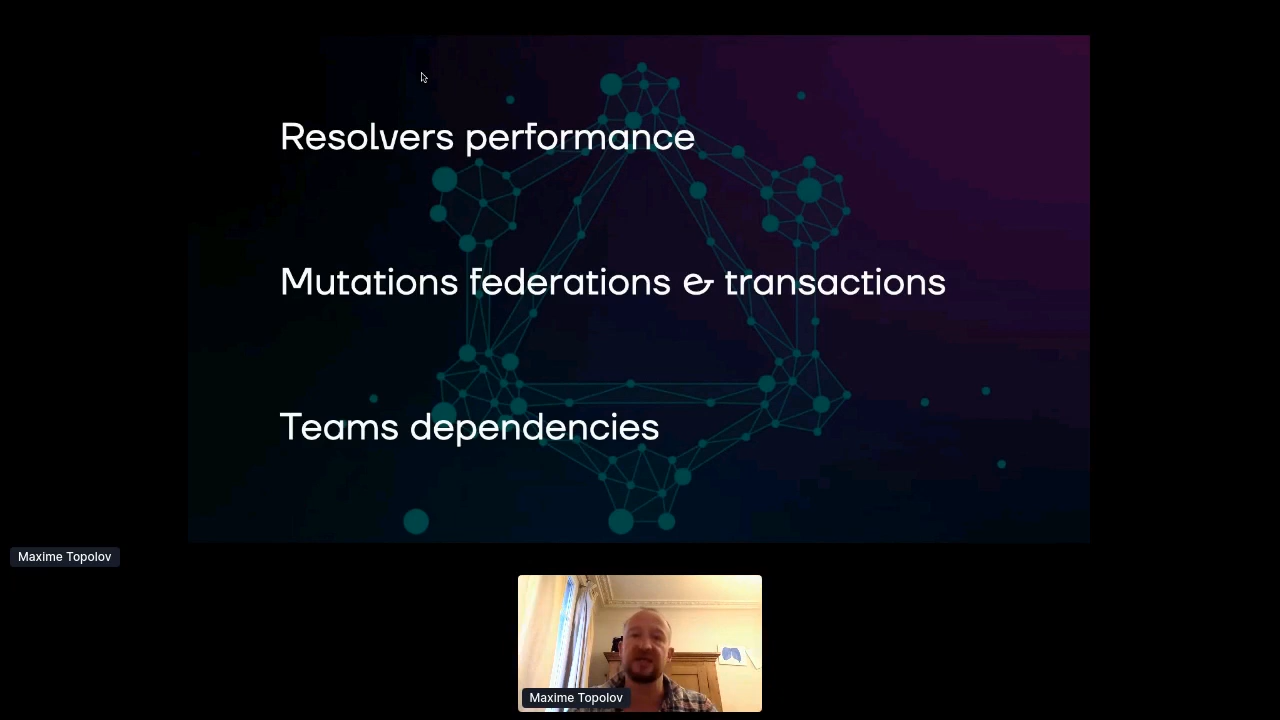 Resolvers performance
Mutations federations & transactions
Teams dependencies
Maxime Topolov
Maxime Topolov